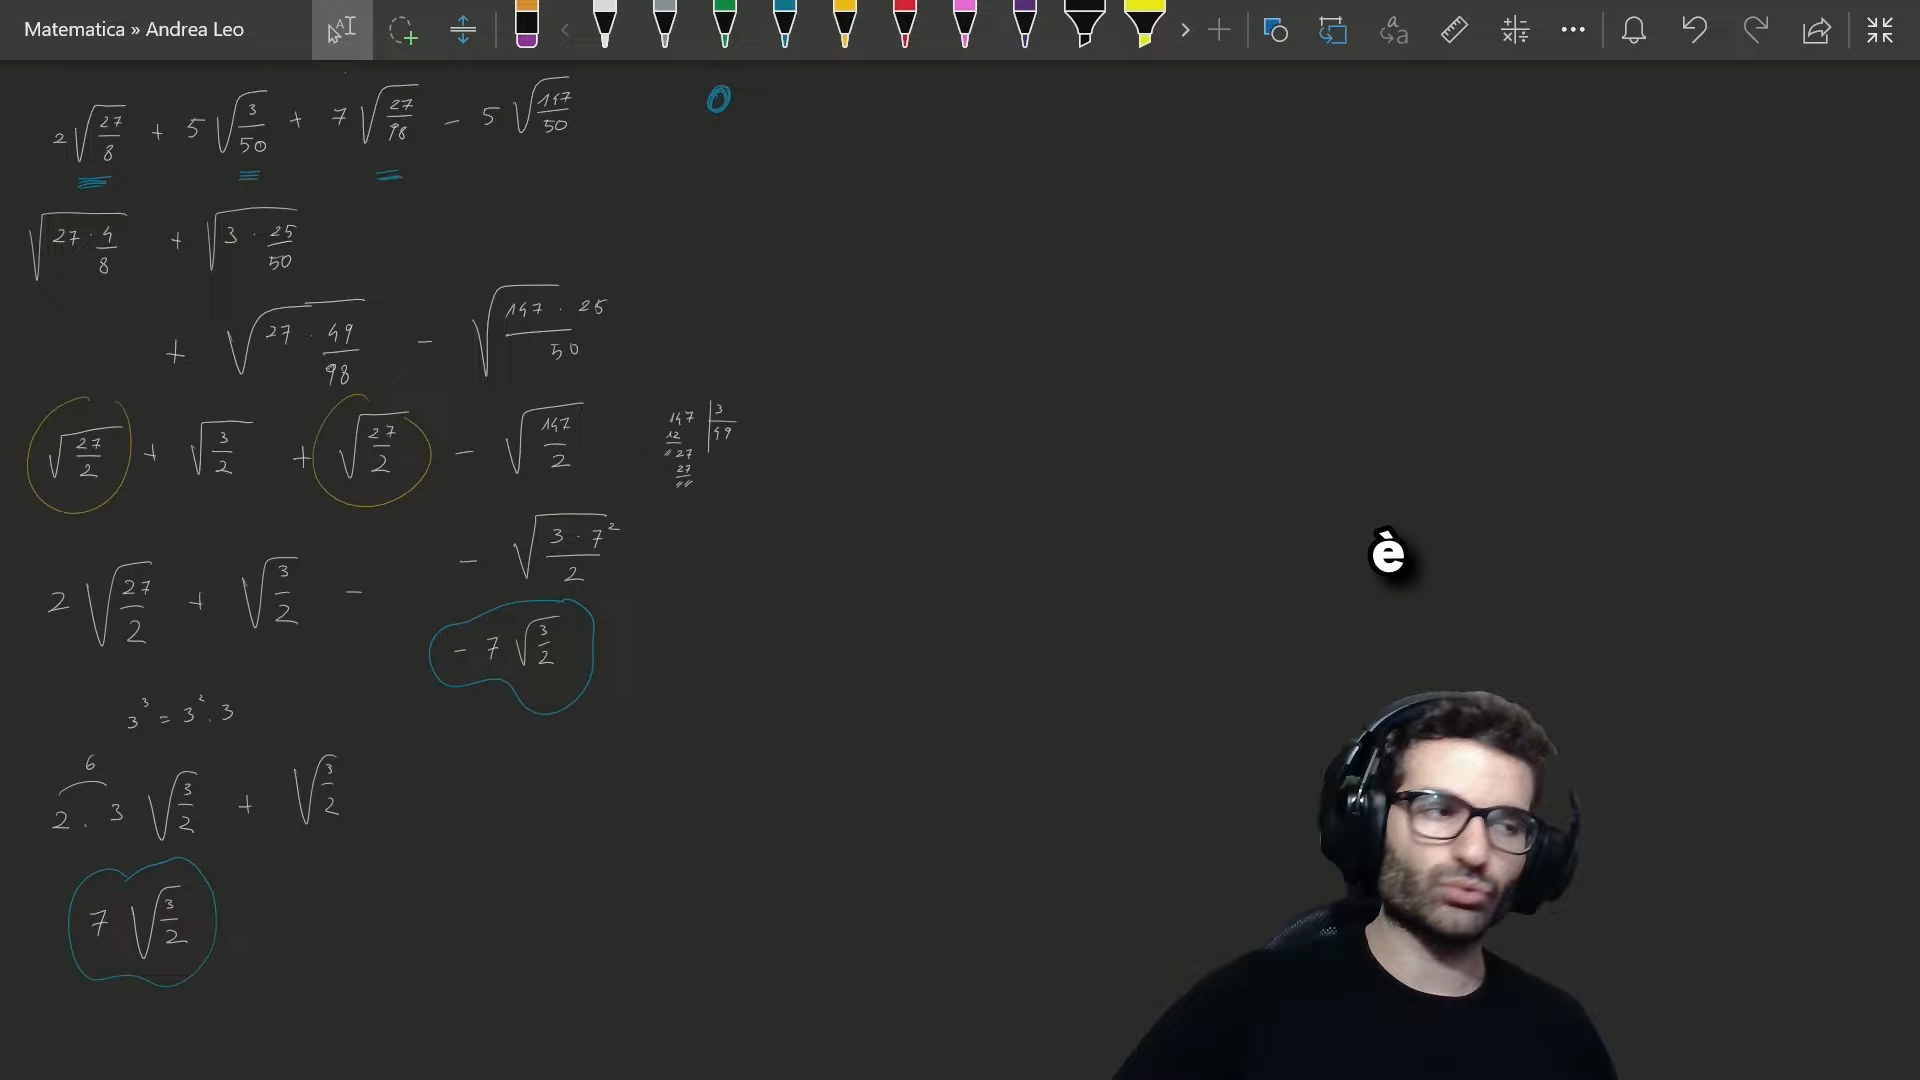 Matematica » Andrea Leo
2√(27/8) + 5√(3/50) + 7√(27/98) - 5√(147/50)
0
√(27 · 4/8) + √(3 · 25/50)
+ √(27 · 49/98) - √(147 · 25/50)
√(27/2) + √(3/2) + √(27/2) - √(147/2)
147 | 3
12 | 49
27
27
- √(3 · 7²/2)
2√(27/2) + √(3/2) -
- 7√(3/2)
3³ = 3² · 3
6
2 · 3√(3/2) + √(3/2)
7√(3/2)
è